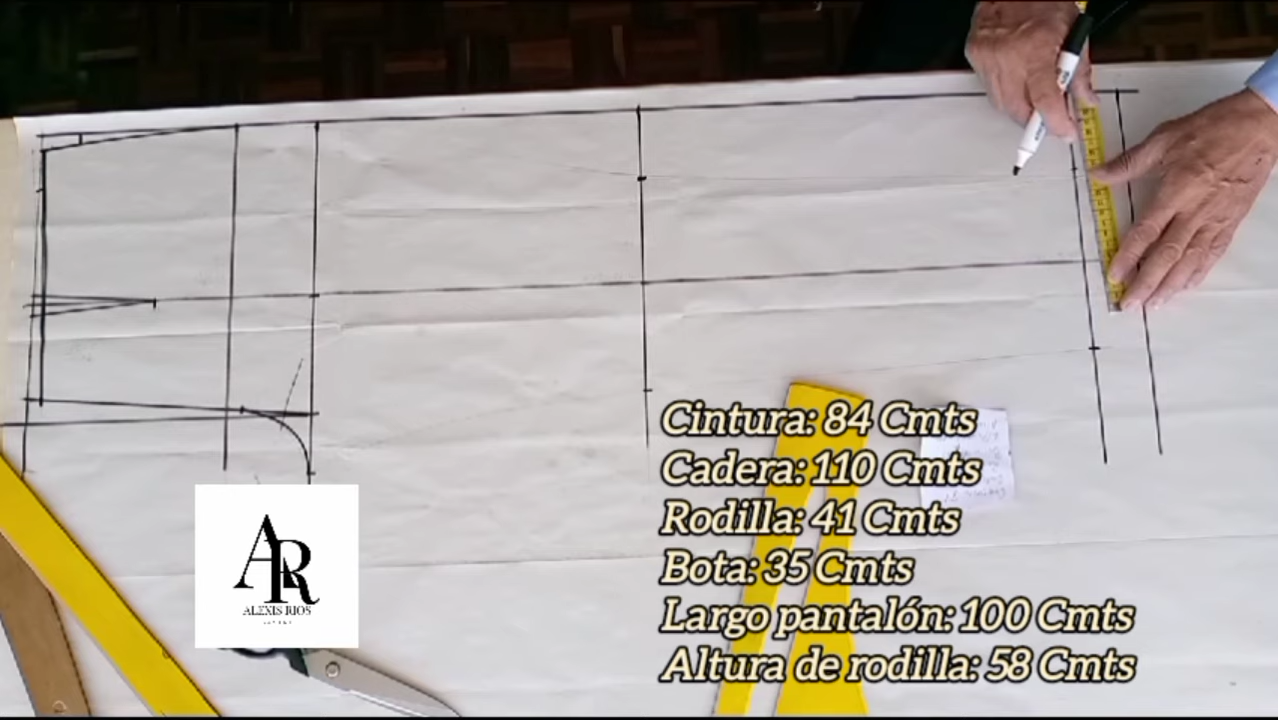 Cintura: 84 Cmts
Cadera: 110 Cmts
Rodilla: 41 Cmts
Bota: 35 Cmts
Largo pantalón: 100 Cmts
Altura de rodilla: 58 Cmts
AR
ALEXIS RIOS